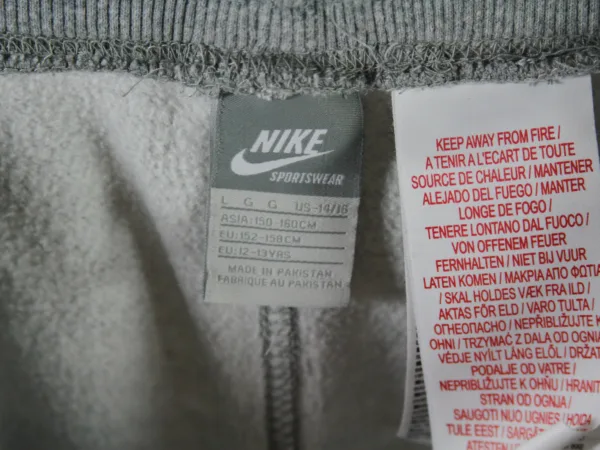 NIKE
SPORTSWEAR
L G G US-14/16
ASIA: 150-160CM
EU: 152-158CM
EU: 12-13YRS
MADE IN PAKISTAN
FABRIQUE AU PAKISTAN
KEEP AWAY FROM FIRE /
A TENIR A L'ECART DE TOUTE
SOURCE DE CHALEUR / MANTENER
ALEJADO DEL FUEGO / MANTER
LONGE DE FOGO /
TENERE LONTANO DAL FUOCO /
VON OFFENEM FEUER
FERNHALTEN / NIET BIJ VUUR
LATEN KOMEN / ΜΑΚΡΙΑ ΑΠΟ ΦΩΤΙΑ
/ SKAL HOLDES VÆK FRA ILD /
AKTAS FÖR ELD / VARO TULTA /
ОГНЕОПАСНО / NEPŘIBLIŽUJTE K
OHNI / TRZYMAĆ Z DALA OD OGNIA
VÉDJE NYÍLT LÁNG ELŐL / DRŽAT
PODALJE OD VATRE /
NEPRIBLIŽUJTE K OHŇU / HRANIT
STRAN OD OGNJA /
SAUGOTI NUO UGNIES / HOIDA
TULE EEST / SARGĀT